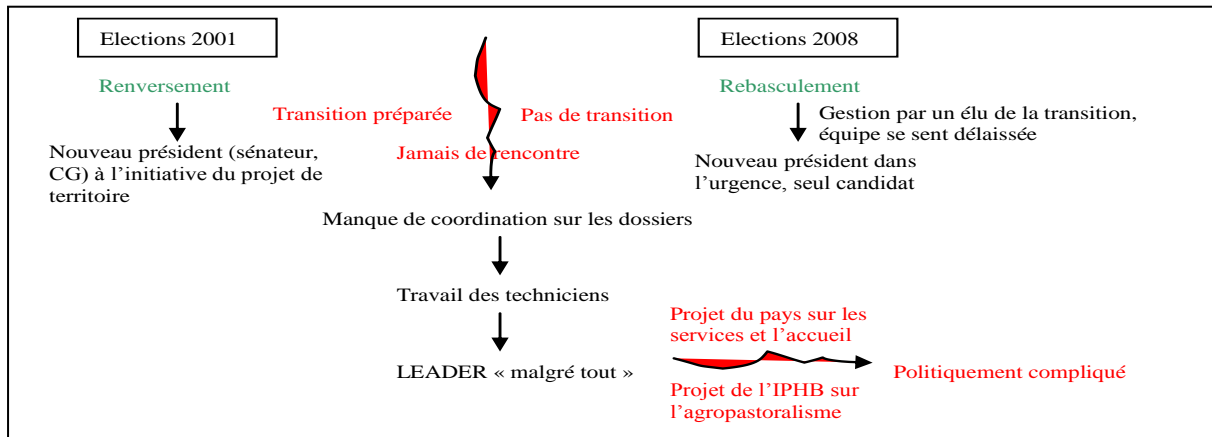 Elections 2001
Elections 2008
Renversement
Rebasculement
Transition préparée
Pas de transition
Gestion par un élu de la transition,
équipe se sent délaissée
Jamais de rencontre
Nouveau président (sénateur,
CG) à l’initiative du projet de
territoire
Nouveau président dans
l’urgence, seul candidat
Manque de coordination sur les dossiers
Travail des techniciens
Projet du pays sur les
services et l’accueil
LEADER « malgré tout »
Politiquement compliqué
Projet de l’IPHB sur
l’agropastoralisme